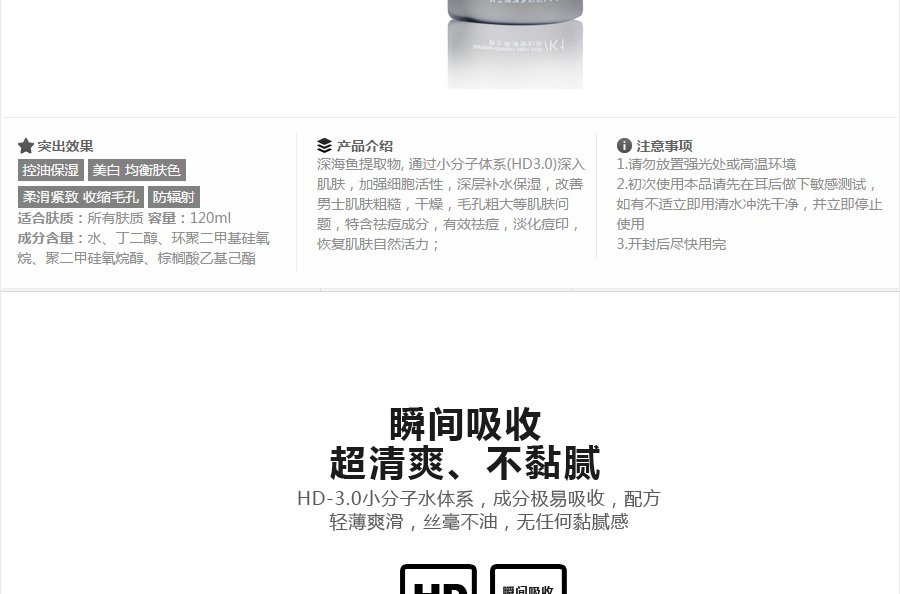 突出效果
控油保湿 美白 均衡肤色
柔滑紧致 收缩毛孔 防辐射
适合肤质：所有肤质 容量：120ml
成分含量：水、丁二醇、环聚二甲基硅氧
烷、聚二甲硅氧烷醇、棕榈酸乙基己酯
产品介绍
深海鱼提取物, 通过小分子体系(HD3.0)深入
肌肤，加强细胞活性，深层补水保湿，改善
男士肌肤粗糙，干燥，毛孔粗大等肌肤问
题，特含祛痘成分，有效祛痘，淡化痘印，
恢复肌肤自然活力；
注意事项
1.请勿放置强光处或高温环境
2.初次使用本品请先在耳后做下敏感测试，
如有不适立即用清水冲洗干净，并立即停止
使用
3.开封后尽快用完
瞬间吸收
超清爽、不黏腻
HD-3.0小分子水体系，成分极易吸收，配方
轻薄爽滑，丝毫不油，无任何黏腻感
HD
瞬间吸收